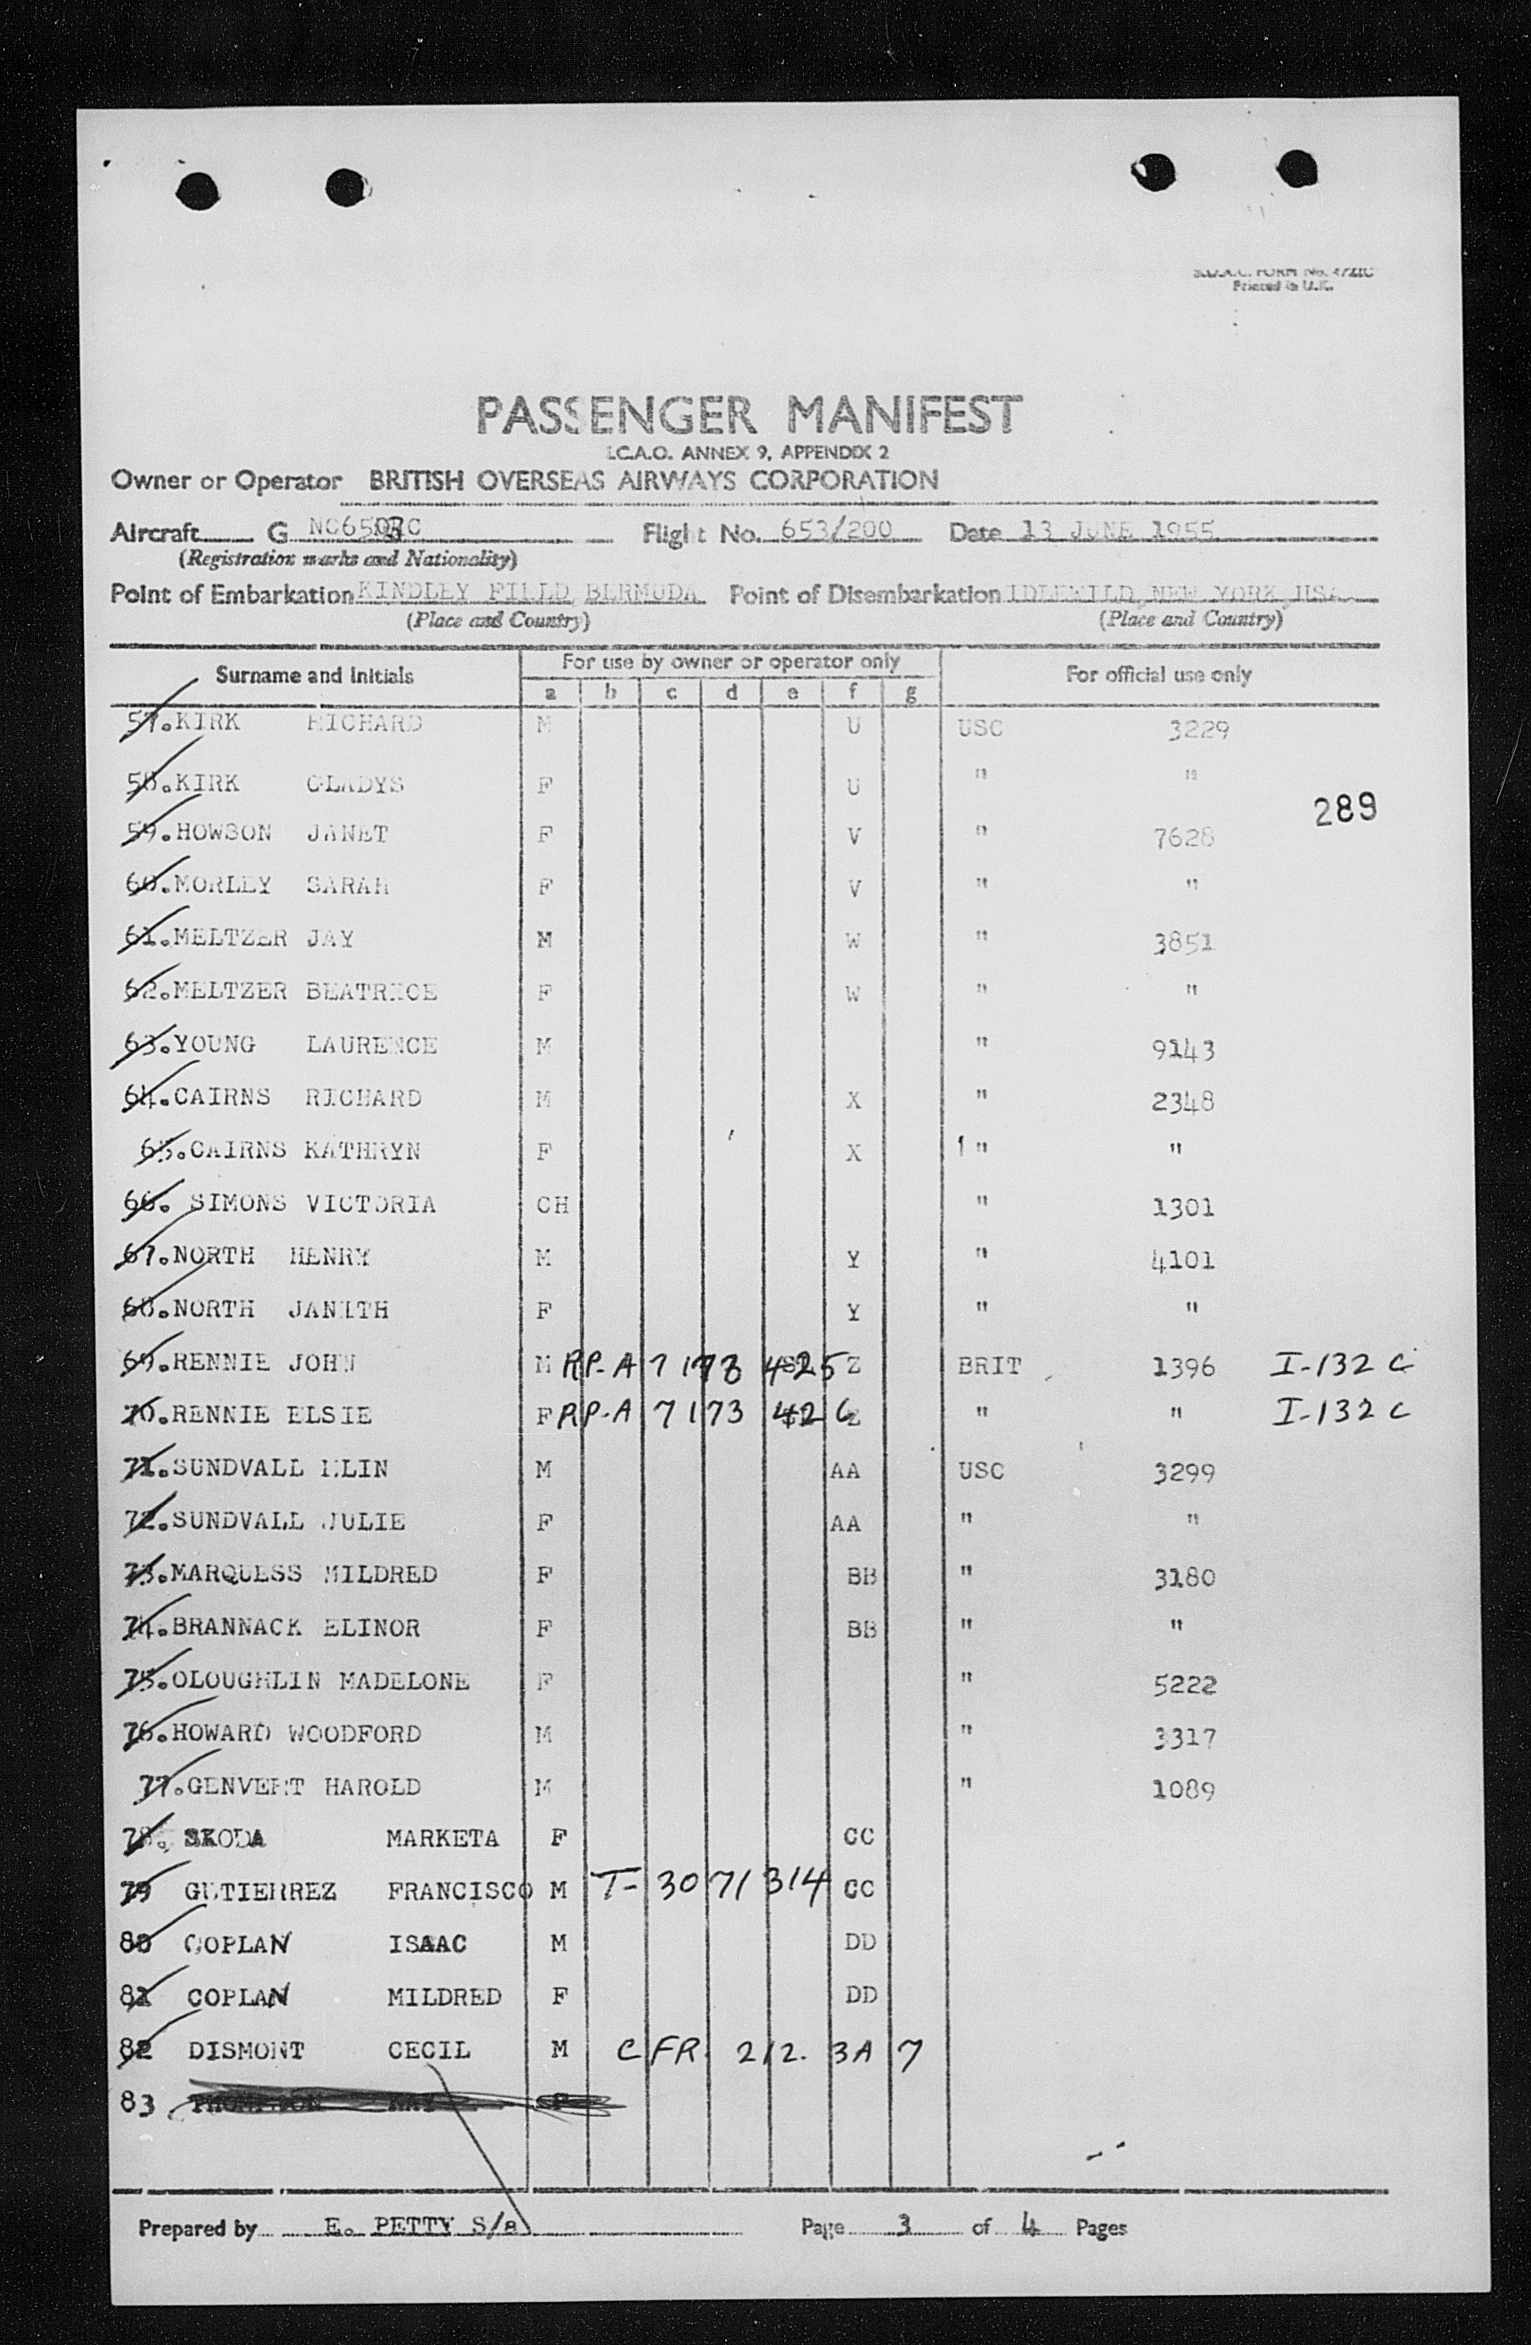 Printed in U.K.
PASSENGER MANIFEST
I.C.A.O. ANNEX 9, APPENDIX 2
Owner or Operator BRITISH OVERSEAS AIRWAYS CORPORATION
Aircraft G Flight No. 653/200 Date 13 JUNE 1955
(Registration marks and Nationality)
Point of Embarkation KINDLEY FIELD BERMUDA Point of Disembarkation IDLEWILD, NEW YORK, USA
(Place and Country) (Place and Country)
Surname and Initials For use by owner or operator only For official use only
a b c d e f g
57. KIRK RICHARD M U USC 3229
58. KIRK GLADYS F U " "
289
59. HOWSON JANET F V " 7628
60. MORLEY SARAH F V " "
61. MELTZER JAY M W " 3851
62. MELTZER BEATRICE F W " "
63. YOUNG LAURENCE M " 9143
64. CAIRNS RICHARD M X " 2348
65. CAIRNS KATHRYN F X " "
66. SIMONS VICTORIA CH " 1301
67. NORTH HENRY M Y " 4101
68. NORTH JANITH F Y " "
69. RENNIE JOHN M RP-A 7173 425 Z BRIT 1396 I-132 C
70. RENNIE ELSIE F RP-A 7173 426 Z " " I-132 C
71. SUNDVALL ELIN M AA USC 3299
72. SUNDVALL JULIE F AA " "
73. MARQUESS MILDRED F BB " 3180
74. BRANNACK ELINOR F BB " "
75. OLOUGHLIN MADELONE F " 5222
76. HOWARD WOODFORD M " 3317
77. GENVERT HAROLD M " 1089
78. SKODA MARKETA F CC
79 GUTIERREZ FRANCISCO M T-3071314 CC
80 COPLAN ISAAC M DD
81 COPLAN MILDRED F DD
82 DISMONT CECIL M CFR 212. 3A 7
83
Prepared by E. PETTY S/a Page 3 of 4 Pages